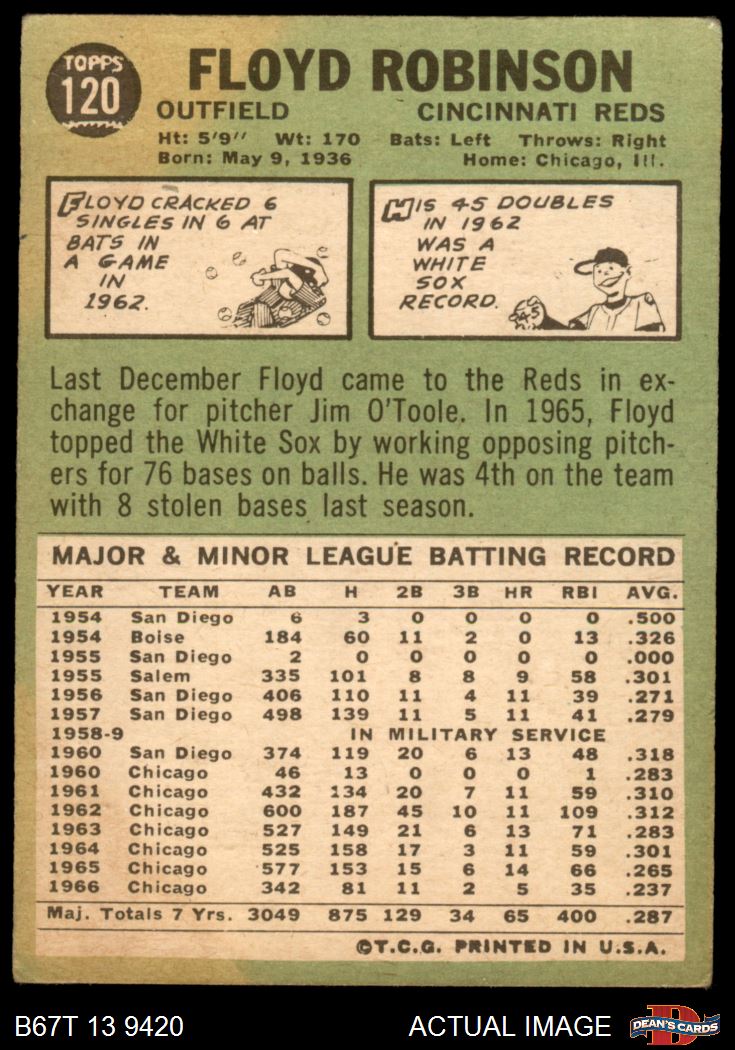 TOPPS
120
FLOYD ROBINSON
OUTFIELD CINCINNATI REDS
Ht: 5'9" Wt: 170 Bats: Left Throws: Right
Born: May 9, 1936 Home: Chicago, Ill.
FLOYD CRACKED 6
SINGLES IN 6 AT
BATS IN
A GAME
IN
1962.
HIS 45 DOUBLES
IN 1962
WAS A
WHITE
SOX
RECORD.
45
Last December Floyd came to the Reds in ex-
change for pitcher Jim O'Toole. In 1965, Floyd
topped the White Sox by working opposing pitch-
ers for 76 bases on balls. He was 4th on the team
with 8 stolen bases last season.
MAJOR & MINOR LEAGUE BATTING RECORD
YEAR TEAM AB H 2B 3B HR RBI AVG.
1954 San Diego 6 3 0 0 0 0 .500
1954 Boise 184 60 11 2 0 13 .326
1955 San Diego 2 0 0 0 0 0 .000
1955 Salem 335 101 8 8 9 58 .301
1956 San Diego 406 110 11 4 11 39 .271
1957 San Diego 498 139 11 5 11 41 .279
1958-9 IN MILITARY SERVICE
1960 San Diego 374 119 20 6 13 48 .318
1960 Chicago 46 13 0 0 0 1 .283
1961 Chicago 432 134 20 7 11 59 .310
1962 Chicago 600 187 45 10 11 109 .312
1963 Chicago 527 149 21 6 13 71 .283
1964 Chicago 525 158 17 3 11 59 .301
1965 Chicago 577 153 15 6 14 66 .265
1966 Chicago 342 81 11 2 5 35 .237
Maj. Totals 7 Yrs. 3049 875 129 34 65 400 .287
©T.C.G. PRINTED IN U.S.A.
B67T 13 9420 ACTUAL IMAGE
D
DEAN'S CARDS